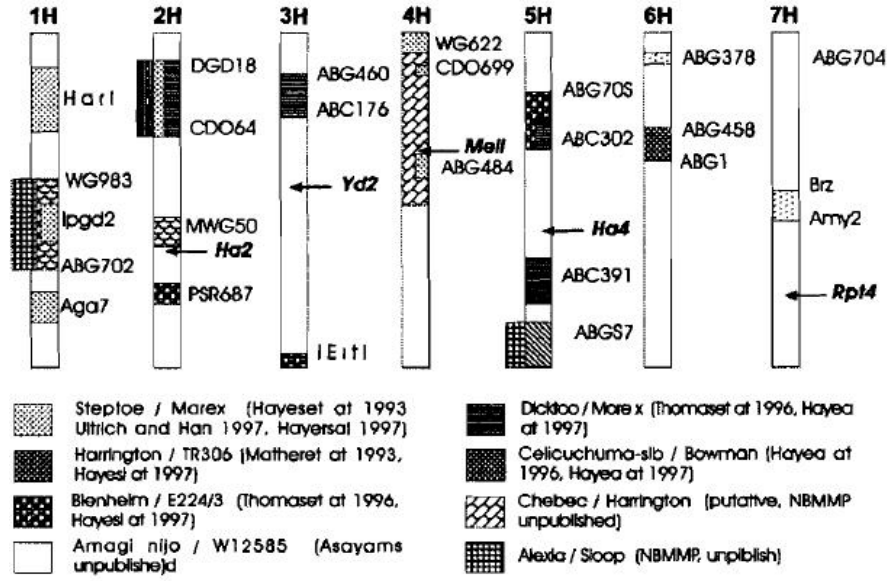 1H 2H 3H 4H 5H 6H 7H
Harl
WG983
Ipgd2
ABG702
Aga7
DGD18
CDO64
MWG50
Ha2
PSR687
ABG460
ABC176
Yd2
IEitI
WG622
CDO699
Mell
ABG484
ABG70S
ABC302
Ha4
ABC391
ABGS7
ABG378
ABG458
ABG1
ABG704
Brz
Amy2
Rpt4
Steptoe / Marex (Hayeset at 1993
Ultrich and Han 1997, Hayersal 1997)
Harrington / TR306 (Matheret at 1993,
Hayesi at 1997)
Blenheim / E224/3 (Thomaset at 1996,
Hayesl at 1997)
Amagi nijo / W12585 (Asayams
unpublishe)d
Dicktoo / More x (Thomaset at 1996, Hayea
at 1997)
Celicuchuma-slb / Bowman (Hayea at
1996, Hayea at 1997)
Chebec / Harrington (putative, NBMMP
unpublished)
Alexia / Sloop (NBMMP, unpiblish)